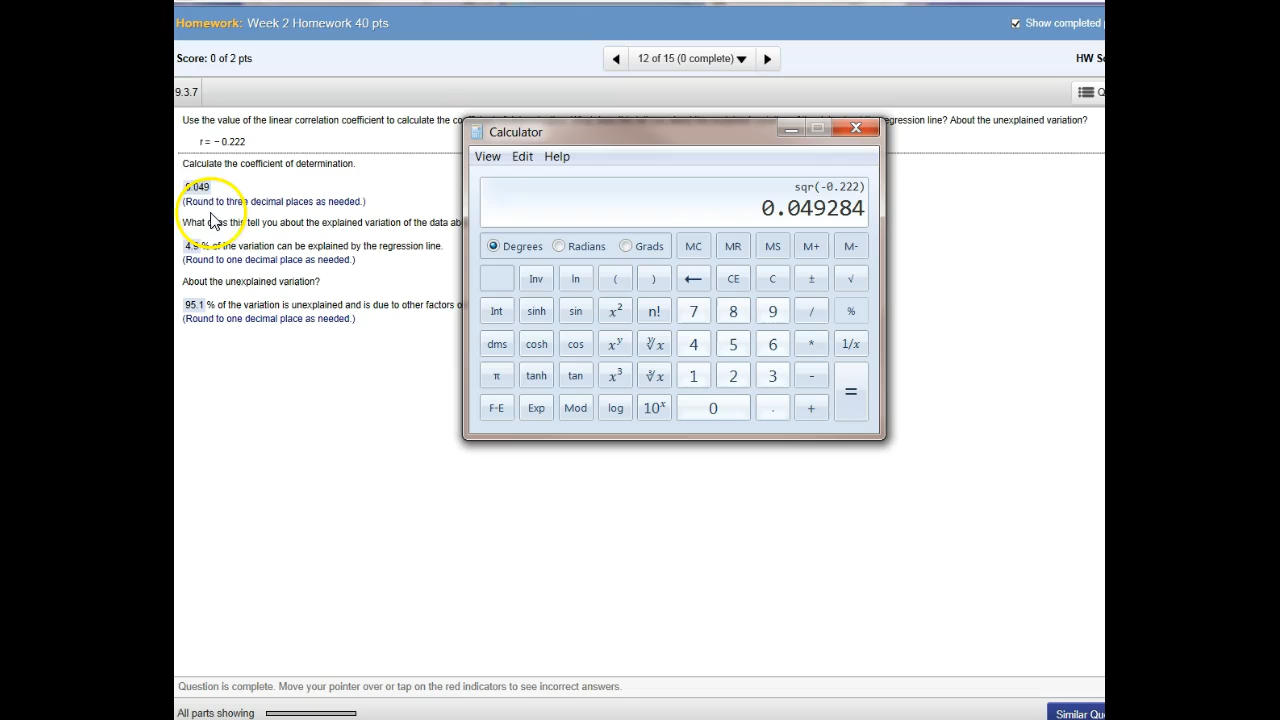 Homework: Week 2 Homework 40 pts
Show completed
Score: 0 of 2 pts
12 of 15 (0 complete)
9.3.7
Use the value of the linear correlation coefficient to calculate the regression line? About the unexplained variation?
r = − 0.222
Calculate the coefficient of determination.
0.049
(Round to three decimal places as needed.)
What does this tell you about the explained variation of the data
4.9 % of the variation can be explained by the regression line.
(Round to one decimal place as needed.)
About the unexplained variation?
95.1 % of the variation is unexplained and is due to other factors
(Round to one decimal place as needed.)
Calculator
View Edit Help
sqr(-0.222)
0.049284
Degrees Radians Grads MC MR MS M+ M-
Inv ln ( ) ← CE C ± √
Int sinh sin x² n! 7 8 9 / %
dms cosh cos xʸ ʸ√x 4 5 6 * 1/x
π tanh tan x³ ³√x 1 2 3 - =
F-E Exp Mod log 10ˣ 0 . +
Question is complete. Move your pointer over or tap on the red indicators to see incorrect answers.
All parts showing
Similar